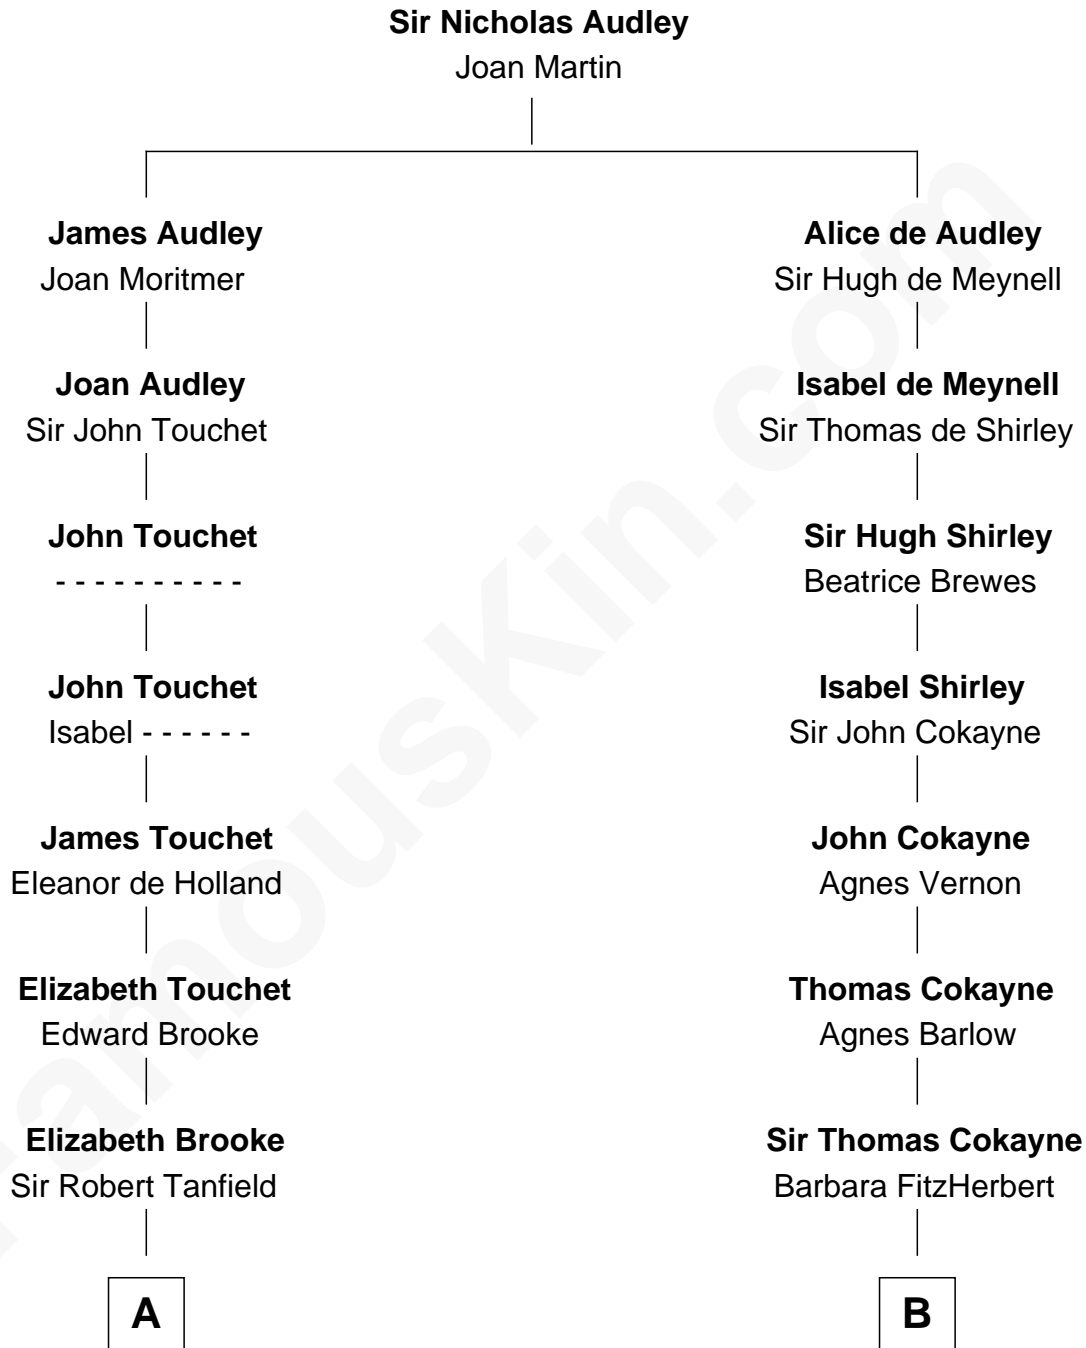 Sir Nicholas Audley
Joan Martin
James Audley
Joan Moritmer
Alice de Audley
Sir Hugh de Meynell
Joan Audley
Sir John Touchet
Isabel de Meynell
Sir Thomas de Shirley
John Touchet
- - - - - - - - - -
Sir Hugh Shirley
Beatrice Brewes
John Touchet
Isabel - - - - - -
Isabel Shirley
Sir John Cokayne
James Touchet
Eleanor de Holland
John Cokayne
Agnes Vernon
Elizabeth Touchet
Edward Brooke
Thomas Cokayne
Agnes Barlow
Elizabeth Brooke
Sir Robert Tanfield
Sir Thomas Cokayne
Barbara FitzHerbert
A
B
FamousKin.com